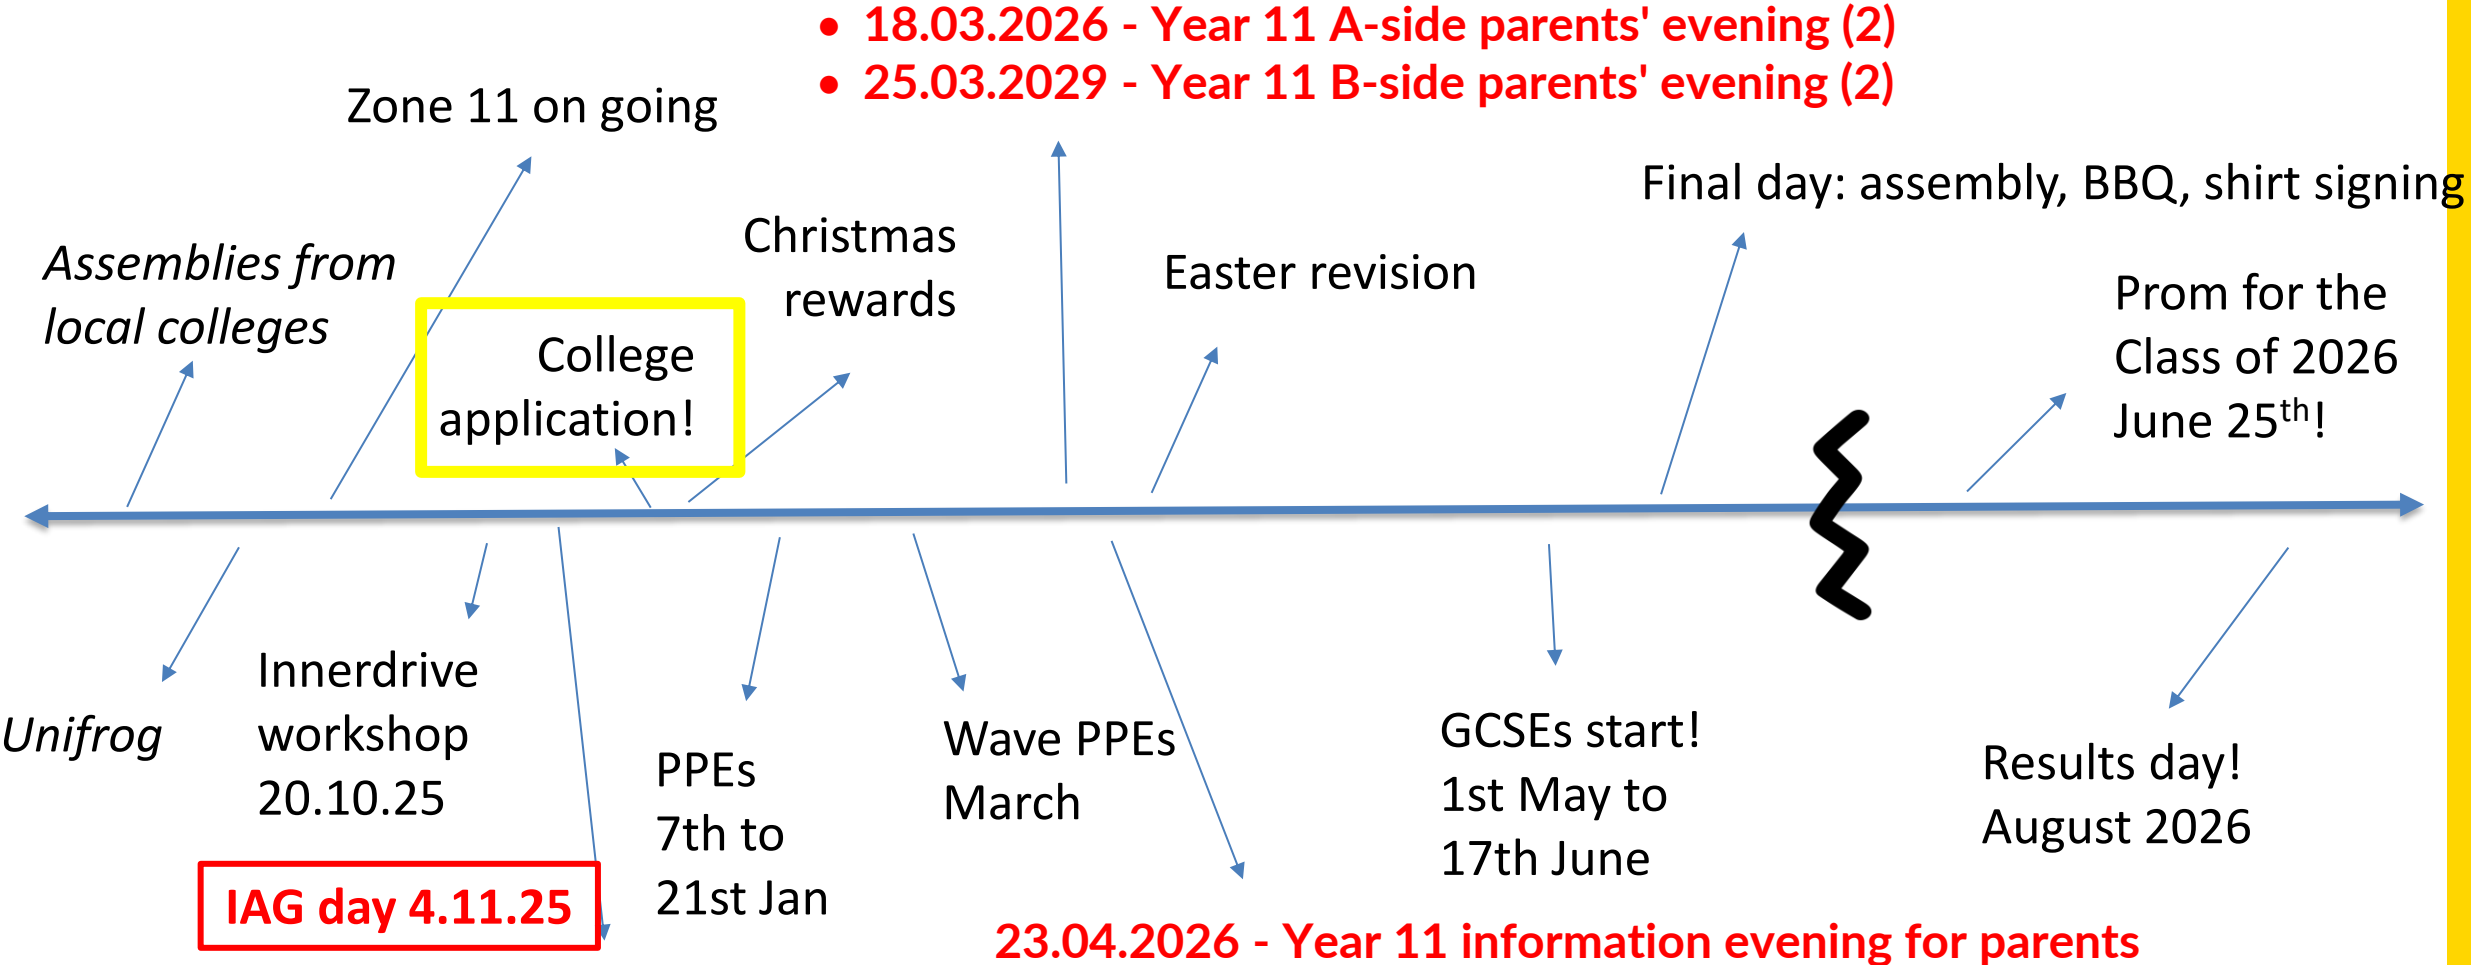 • 18.03.2026 - Year 11 A-side parents' evening (2)
• 25.03.2029 - Year 11 B-side parents' evening (2)
Zone 11 on going
Final day: assembly, BBQ, shirt signing
Assemblies from
local colleges
College
application!
Christmas
rewards
Easter revision
Prom for the
Class of 2026
June 25th!
Unifrog
Innerdrive
workshop
20.10.25
IAG day 4.11.25
PPEs
7th to
21st Jan
Wave PPEs
March
GCSEs start!
1st May to
17th June
Results day!
August 2026
23.04.2026 - Year 11 information evening for parents